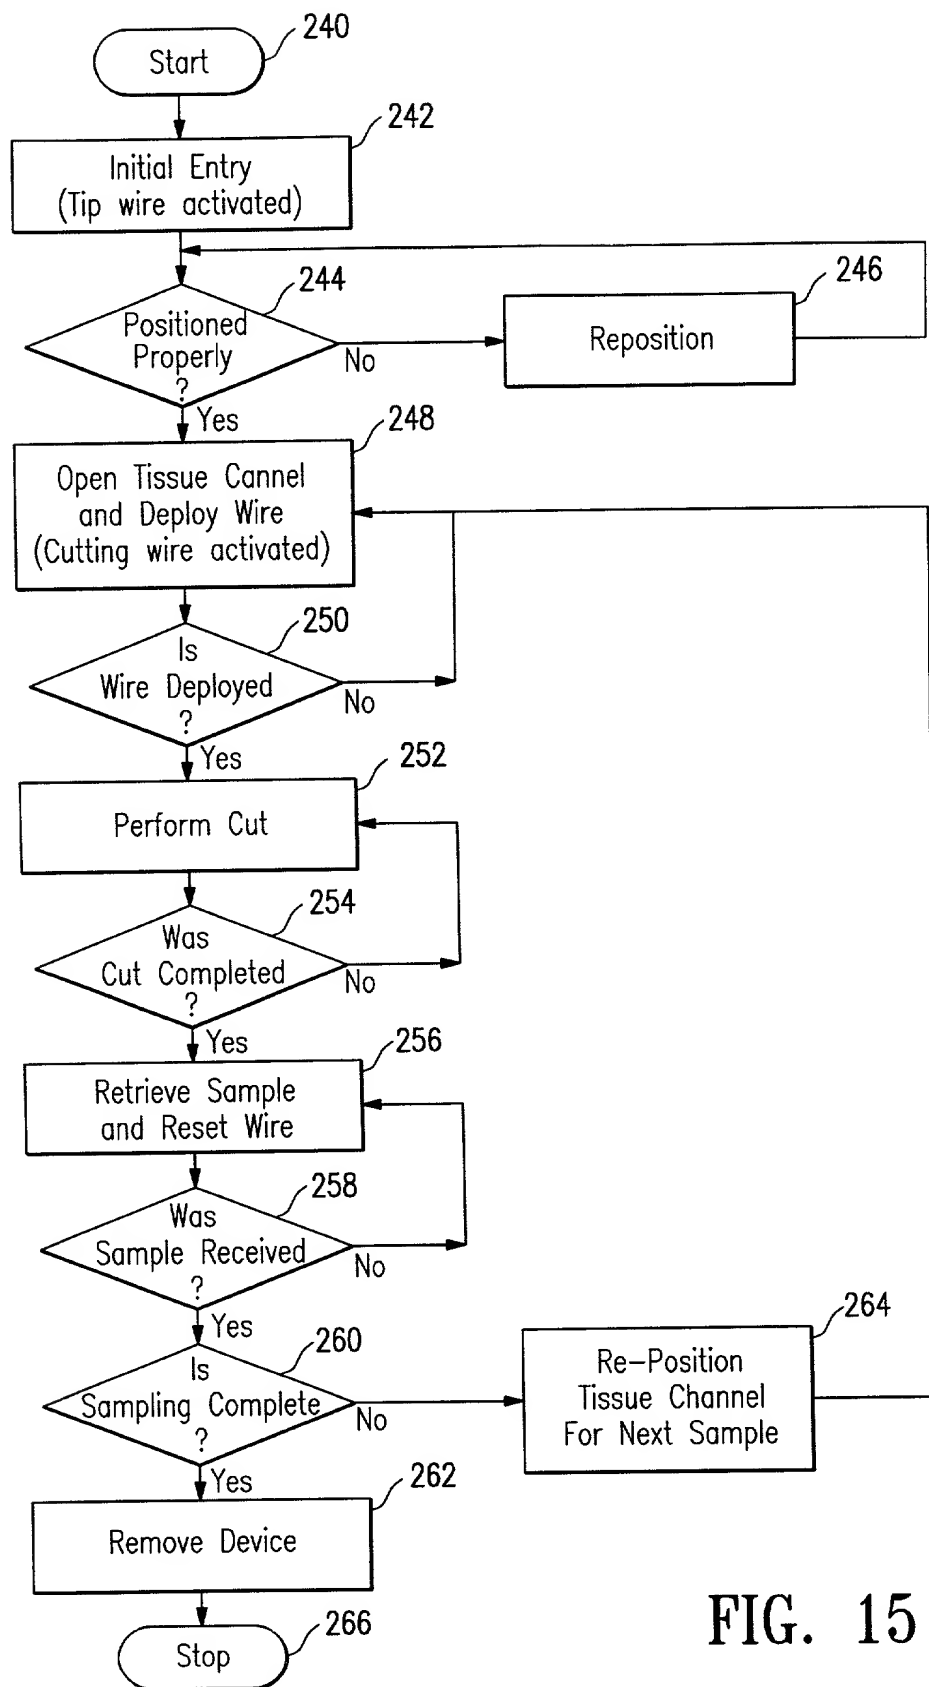 240
Start
242
Initial Entry
(Tip wire activated)
244
Positioned
Properly
?
No
246
Reposition
Yes
248
Open Tissue Cannel
and Deploy Wire
(Cutting wire activated)
250
Is
Wire Deployed
?
No
Yes
252
Perform Cut
254
Was
Cut Completed
?
No
Yes
256
Retrieve Sample
and Reset Wire
258
Was
Sample Received
?
No
Yes
260
Is
Sampling Complete
?
No
264
Re-Position
Tissue Channel
For Next Sample
Yes
262
Remove Device
266
Stop
FIG. 15